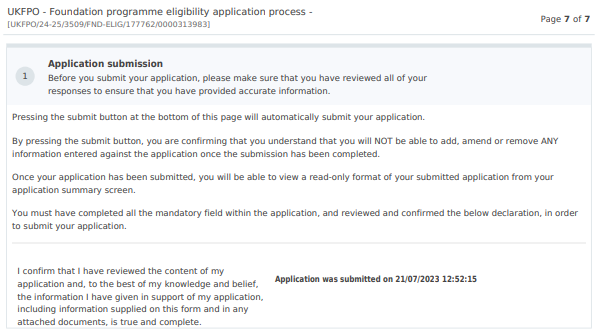 UKFPO - Foundation programme eligibility application process -
[UKFPO/24-25/3509/FND-ELIG/177762/0000313983]
Page 7 of 7
1
Application submission
Before you submit your application, please make sure that you have reviewed all of your
responses to ensure that you have provided accurate information.
Pressing the submit button at the bottom of this page will automatically submit your application.
By pressing the submit button, you are confirming that you understand that you will NOT be able to add, amend or remove ANY
information entered against the application once the submission has been completed.
Once your application has been submitted, you will be able to view a read-only format of your submitted application from your
application summary screen.
You must have completed all the mandatory field within the application, and reviewed and confirmed the below declaration, in order
to submit your application.
I confirm that I have reviewed the content of my
application and, to the best of my knowledge and belief,
the information I have given in support of my application,
including information supplied on this form and in any
attached documents, is true and complete.
Application was submitted on 21/07/2023 12:52:15